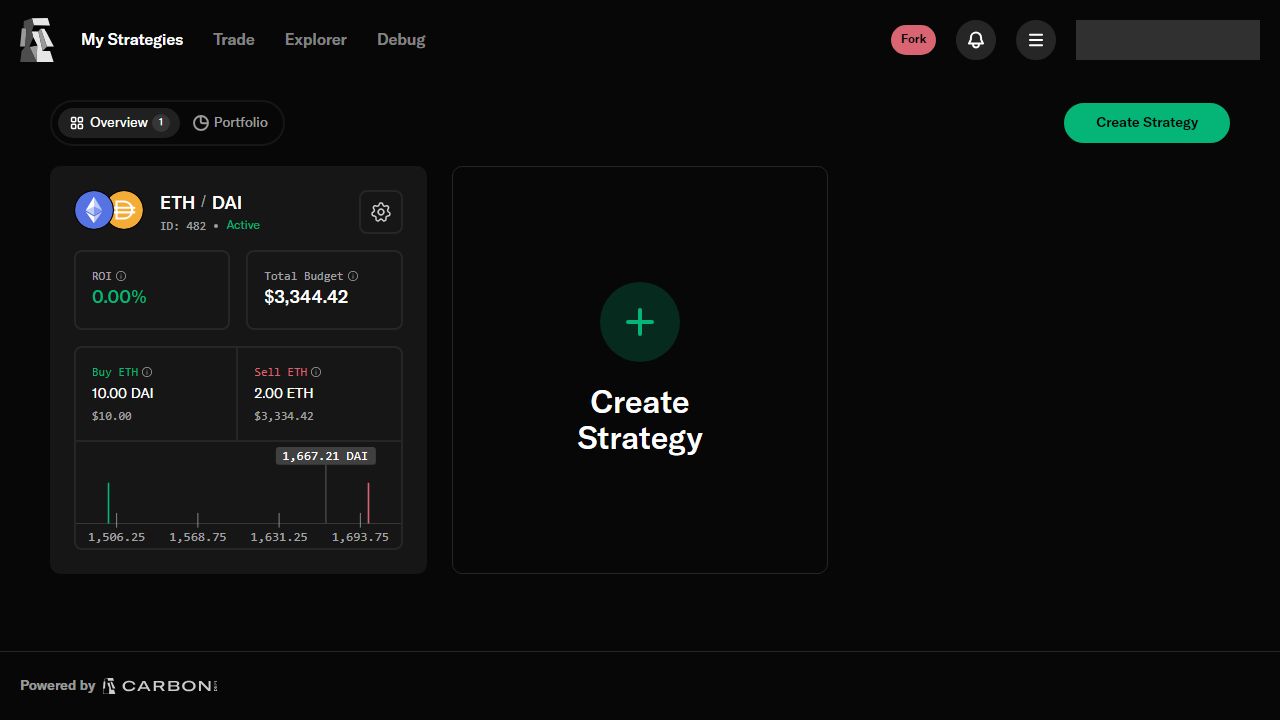 My Strategies Trade Explorer Debug Fork
Overview 1 Portfolio Create Strategy
ETH / DAI
ID: 482 • Active
ROI Total Budget
0.00% $3,344.42
Buy ETH Sell ETH
10.00 DAI 2.00 ETH
$10.00 $3,334.42
1,667.21 DAI
1,506.25 1,568.75 1,631.25 1,693.75
Create
Strategy
Powered by CARBON